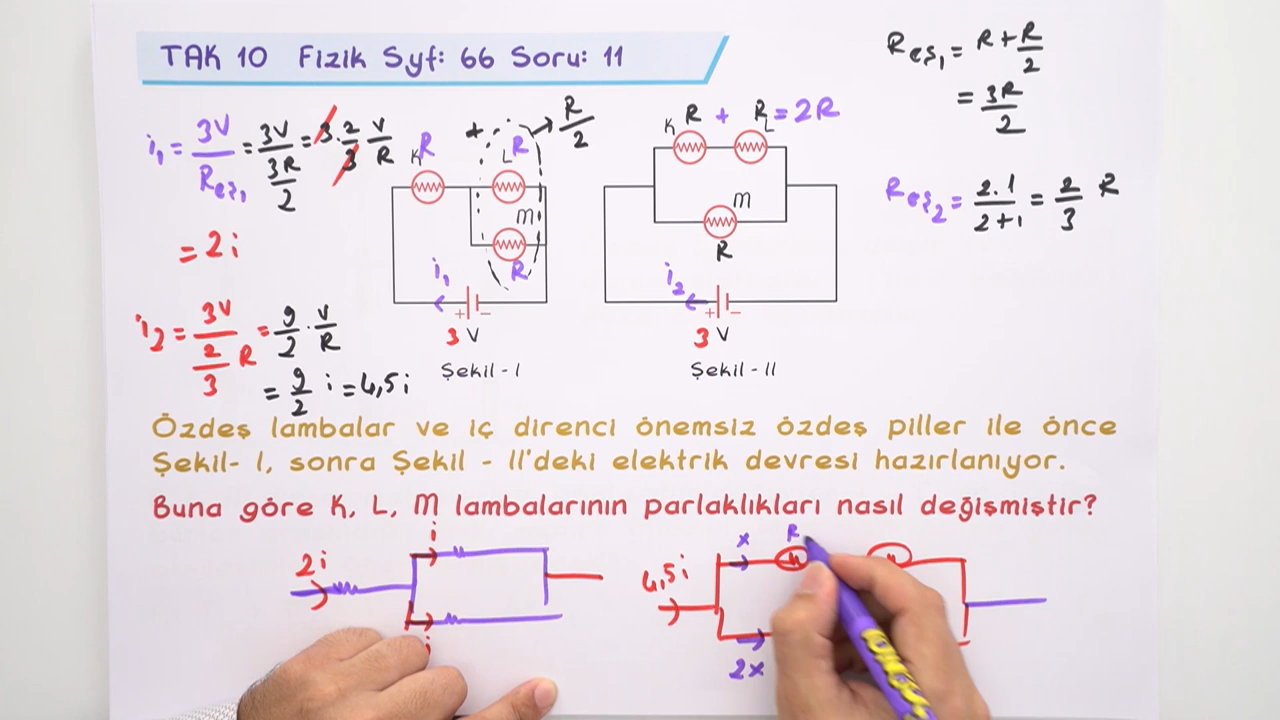 TAK 10 Fizik Syf: 66 Soru: 11
Reş₁ = R + R/2
= 3R/2
Reş₂ = 2.1/2+1 = 2/3 R
i₁ = 3V/Reş₁ = 3V/(3R/2) = 3.2/3 V/R
= 2i
i₂ = 3V/(2/3 R) = 9/2 . V/R
= 9/2 i = 4,5i
K R
+
R/2
L R
M
R
i₁
+ −
3 V
Şekil - I
K R + R L = 2R
M
R
i₂
+ −
3 V
Şekil - II
Özdeş lambalar ve iç direnci önemsiz özdeş piller ile önce
Şekil- I, sonra Şekil - II'deki elektrik devresi hazırlanıyor.
Buna göre K, L, M lambalarının parlaklıkları nasıl değişmiştir?
2i
i
i
4,5i
x
R
2x